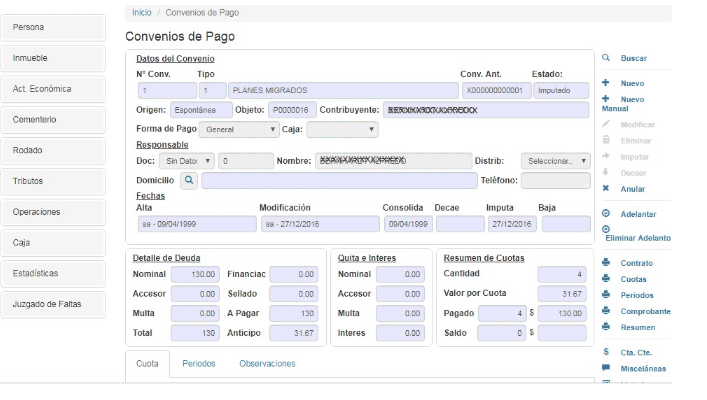 Inicio / Convenios de Pago
Persona
Inmueble
Act. Económica
Cementerio
Rodado
Tributos
Operaciones
Caja
Estadísticas
Juzgado de Faltas
Convenios de Pago
Datos del Convenio
Nº Conv. Tipo Conv. Ant. Estado:
1 1 PLANES MIGRADOS X000000000001 Imputado
Origen: Espontánea Objeto: P0000016 Contribuyente:
Forma de Pago General Caja:
Responsable
Doc: Sin Datos 0 Nombre: Distrib: Seleccionar..
Domicilio Teléfono:
Fechas
Alta Modificación Consolida Decae Imputa Baja
sa - 09/04/1999 sa - 27/12/2016 09/04/1999 27/12/2016
Detalle de Deuda
Nominal 130.00 Financiac 0.00
Accesor 0.00 Sellado 0.00
Multa 0.00 A Pagar 130
Total 130 Anticipo 31.67
Quita e Interes
Nominal 0.00
Accesor 0.00
Multa 0.00
Interes 0.00
Resumen de Cuotas
Cantidad 4
Valor por Cuota 31.67
Pagado 4 $ 130.00
Saldo 0 $
Cuota Periodos Observaciones
Buscar
Nuevo
Nuevo
Manual
Modificar
Eliminar
Imputar
Decaer
Anular
Adelantar
Eliminar Adelanto
Contrato
Cuotas
Periodos
Comprobante
Resumen
$ Cta. Cte.
Misceláneas